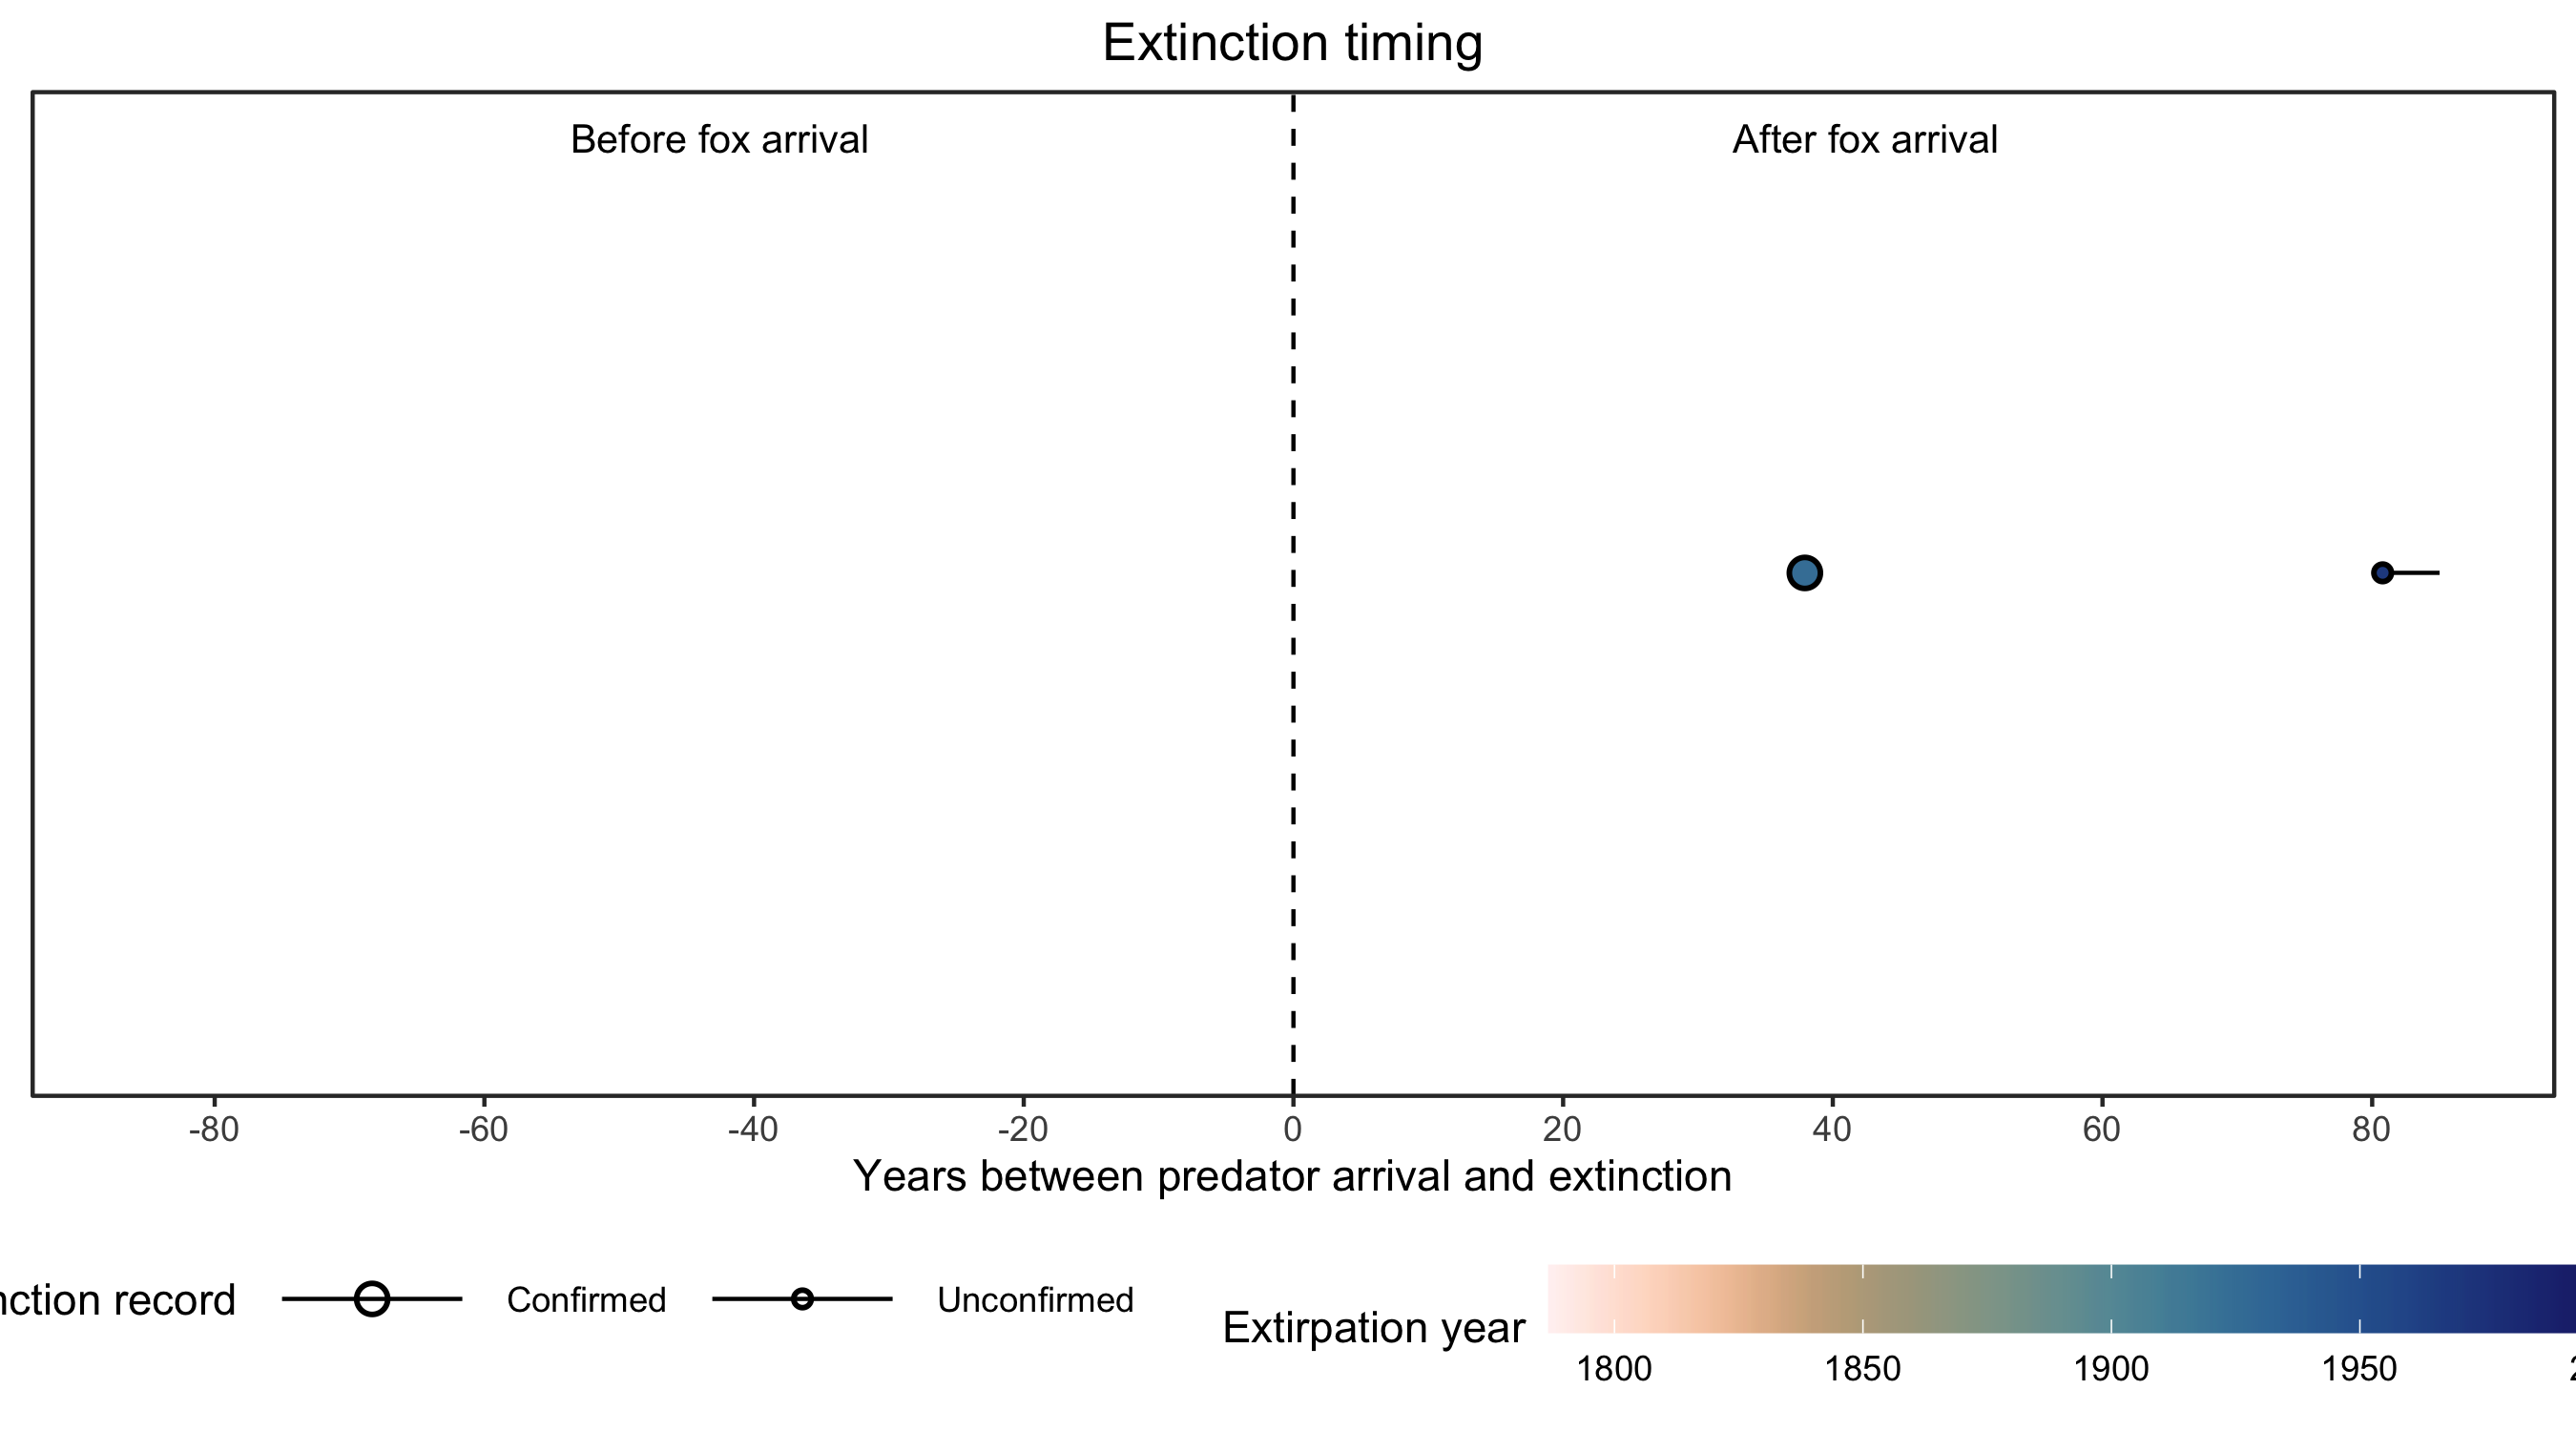 Extinction timing
Before fox arrival After fox arrival
-80 -60 -40 -20 0 20 40 60 80
Years between predator arrival and extinction
nction record Confirmed Unconfirmed
Extirpation year
1800 1850 1900 1950